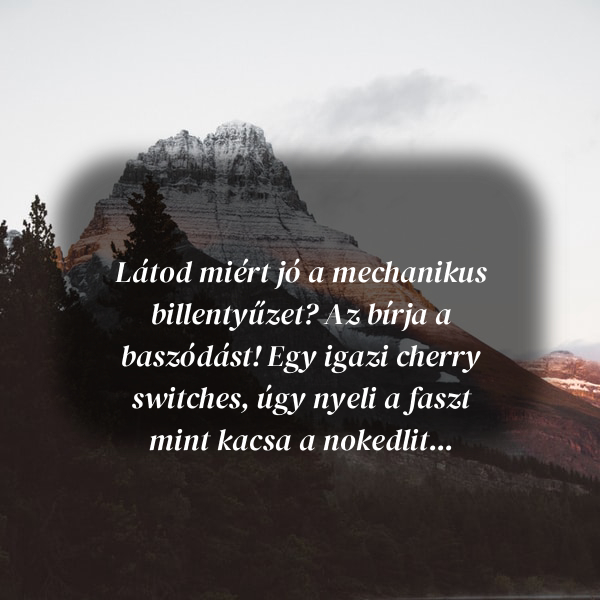 Látod miért jó a mechanikus
billentyűzet? Az bírja a
baszódást! Egy igazi cherry
switches, úgy nyeli a faszt
mint kacsa a nokedlit...